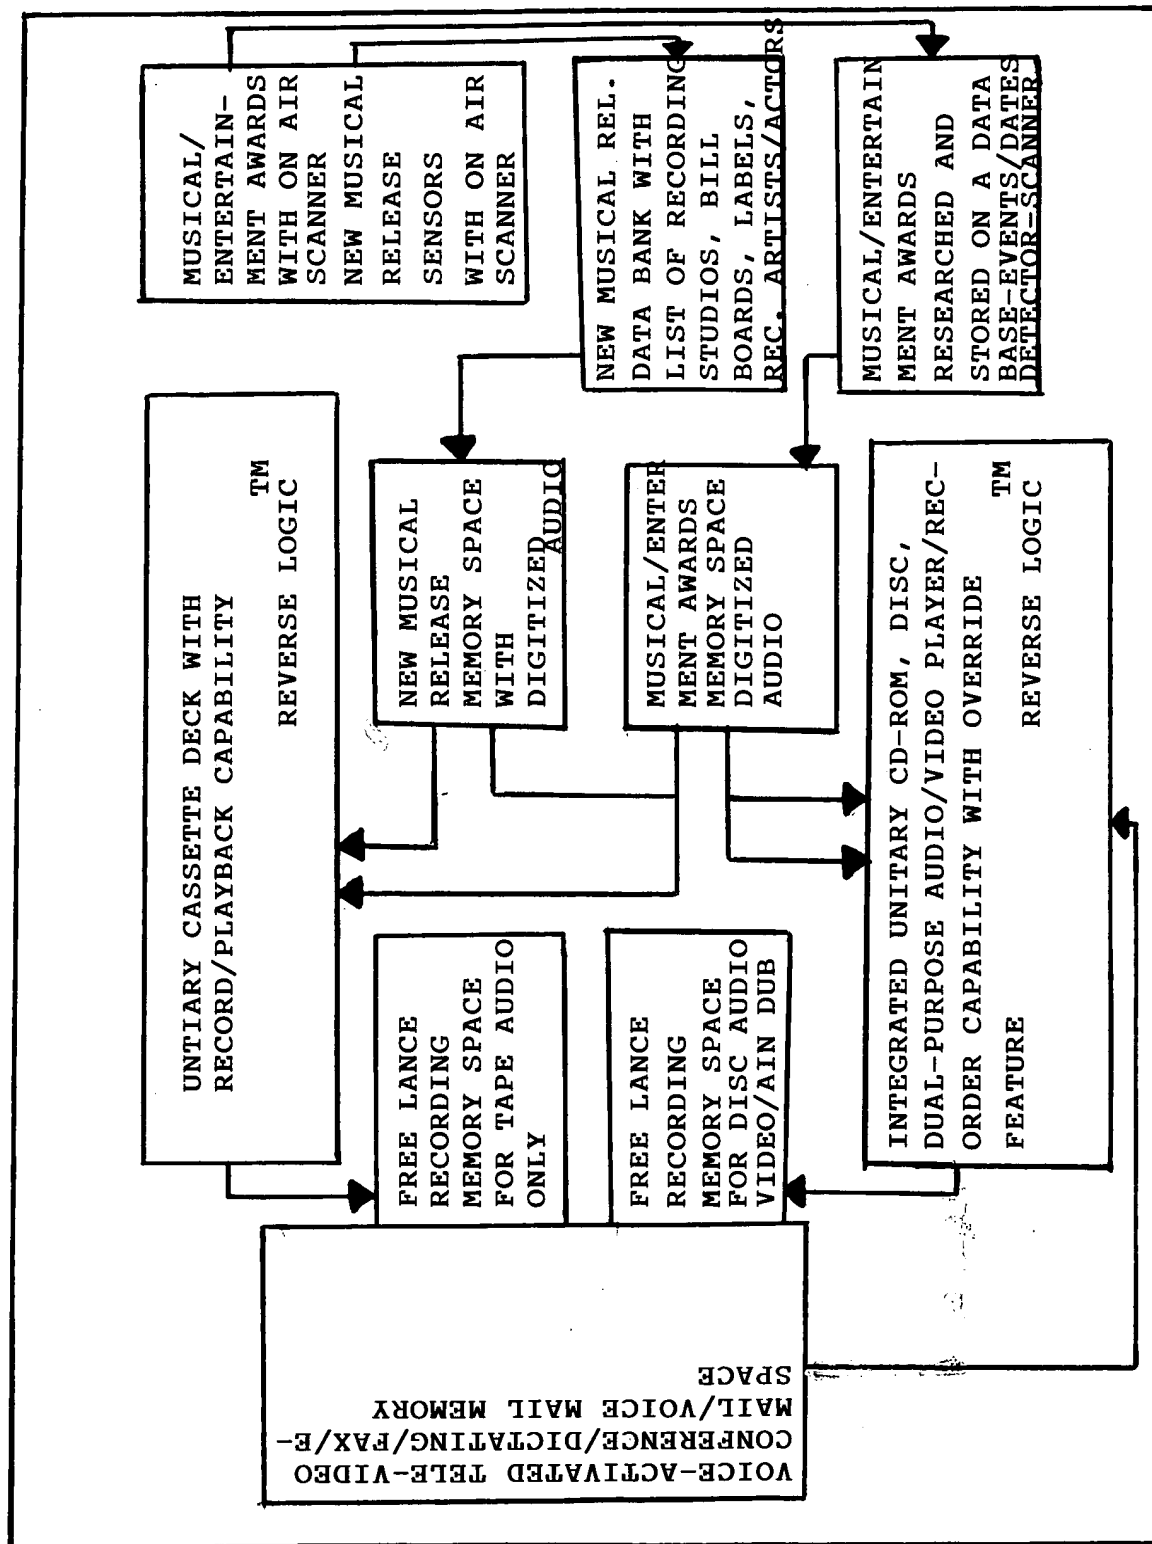 MUSICAL/
ENTERTAIN-
MENT AWARDS
WITH ON AIR
SCANNER
NEW MUSICAL
RELEASE
SENSORS
WITH ON AIR
SCANNER
NEW MUSICAL REL.
DATA BANK WITH
LIST OF RECORDING
STUDIOS, BILL
BOARDS, LABELS,
REC. ARTISTS/ACTORS
MUSICAL/ENTERTAIN
MENT AWARDS
RESEARCHED AND
STORED ON A DATA
BASE-EVENTS/DATES
DETECTOR-SCANNER
UNTIARY CASSETTE DECK WITH
RECORD/PLAYBACK CAPABILITY
TM
REVERSE LOGIC
NEW MUSICAL
RELEASE
MEMORY SPACE
WITH
DIGITIZED
AUDIO
MUSICAL/ENTER
MENT AWARDS
MEMORY SPACE
DIGITIZED
AUDIO
INTEGRATED UNITARY CD-ROM, DISC,
DUAL-PURPOSE AUDIO/VIDEO PLAYER/REC-
ORDER CAPABILITY WITH OVERRIDE
TM
FEATURE REVERSE LOGIC
FREE LANCE
RECORDING
MEMORY SPACE
FOR TAPE AUDIO
ONLY
FREE LANCE
RECORDING
MEMORY SPACE
FOR DISC AUDIO
VIDEO/AIN DUB
VOICE-ACTIVATED TELE-VIDEO
CONFERENCE/DICTATING/FAX/E-
MAIL/VOICE MAIL MEMORY
SPACE